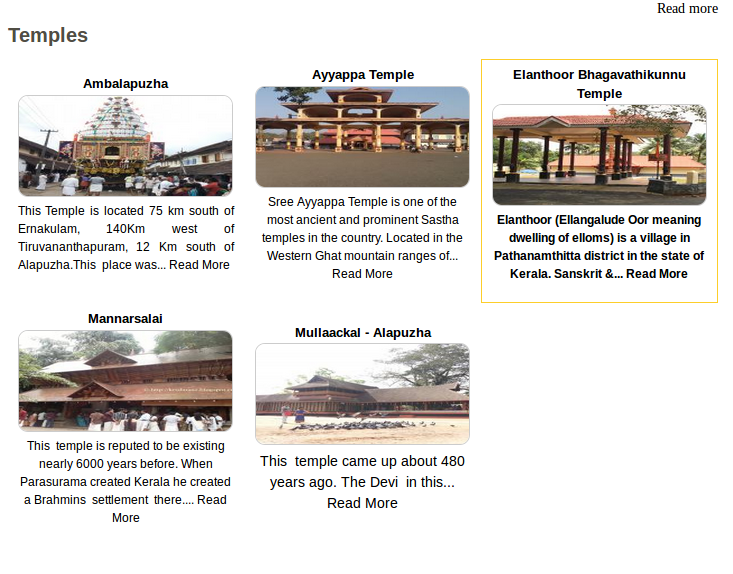 Read more
Temples
Ambalapuzha
This Temple is located 75 km south of
Ernakulam, 140Km west of
Tiruvananthapuram, 12 Km south of
Alapuzha.This place was... Read More
Ayyappa Temple
Sree Ayyappa Temple is one of the
most ancient and prominent Sastha
temples in the country. Located in the
Western Ghat mountain ranges of...
Read More
Elanthoor Bhagavathikunnu
Temple
Elanthoor (Ellangalude Oor meaning
dwelling of elloms) is a village in
Pathanamthitta district in the state of
Kerala. Sanskrit &... Read More
Mannarsalai
This temple is reputed to be existing
nearly 6000 years before. When
Parasurama created Kerala he created
a Brahmins settlement there.... Read
More
Mullaackal - Alapuzha
This temple came up about 480
years ago. The Devi in this...
Read More